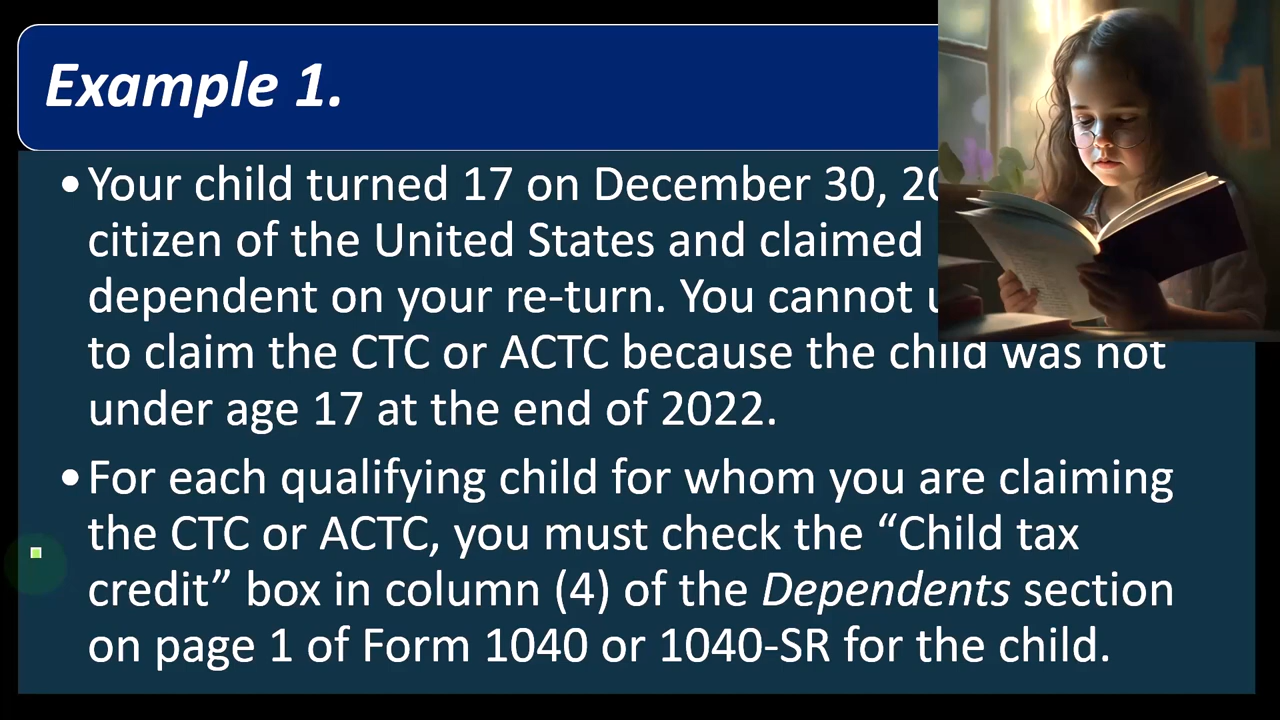 Example 1.
• Your child turned 17 on December 30, 20
citizen of the United States and claimed
dependent on your re-turn. You cannot
to claim the CTC or ACTC because the child was not
under age 17 at the end of 2022.
• For each qualifying child for whom you are claiming
the CTC or ACTC, you must check the “Child tax
credit” box in column (4) of the Dependents section
on page 1 of Form 1040 or 1040-SR for the child.